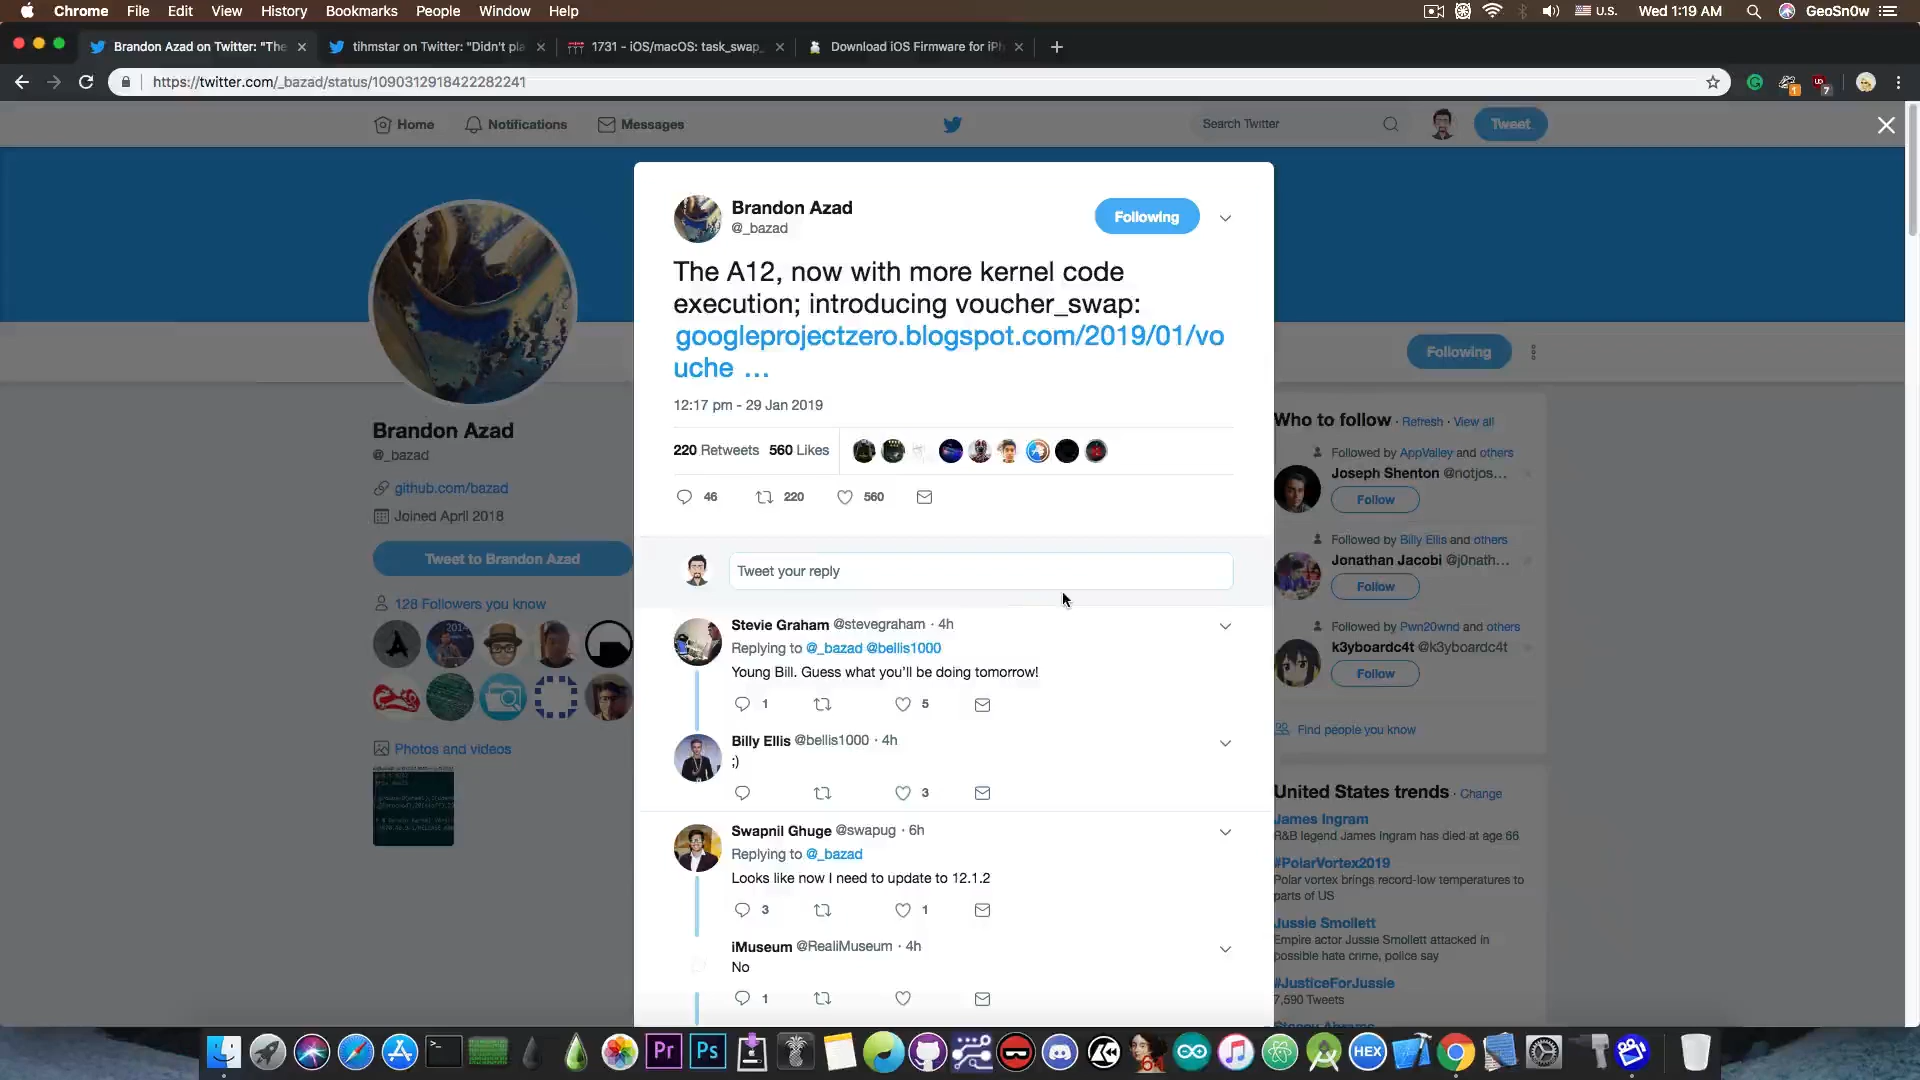 Chrome File Edit View History Bookmarks People Window Help
U.S. Wed 1:19 AM GeoSn0w
Brandon Azad on Twitter: "The
tihmstar on Twitter: "Didn't pla
1731 - iOS/macOS: task_swap_
Download iOS Firmware for iPh
https://twitter.com/_bazad/status/1090312918422282241
1
7
Home Notifications Messages
Search Twitter
Tweet
Brandon Azad
@_bazad
Following
The A12, now with more kernel code
execution; introducing voucher_swap:
googleprojectzero.blogspot.com/2019/01/vo
uche …
12:17 pm - 29 Jan 2019
220 Retweets 560 Likes
46 220 560
Tweet your reply
Stevie Graham @stevegraham · 4h
Replying to @_bazad @bellis1000
Young Bill. Guess what you'll be doing tomorrow!
1 5
Billy Ellis @bellis1000 · 4h
;)
3
Swapnil Ghuge @swapug · 6h
Replying to @_bazad
Looks like now I need to update to 12.1.2
3 1
iMuseum @RealiMuseum · 4h
No
1
Brandon Azad
@_bazad
github.com/bazad
Joined April 2018
Tweet to Brandon Azad
128 Followers you know
2014
Photos and videos
Following
Who to follow · Refresh · View all
Followed by AppValley and others
Joseph Shenton @notjos...
Follow
Followed by Billy Ellis and others
Jonathan Jacobi @j0nath...
Follow
Followed by Pwn20wnd and others
k3yboardc4t @k3yboardc4t
Follow
Find people you know
United States trends · Change
James Ingram
R&B legend James Ingram has died at age 66
#PolarVortex2019
Polar vortex brings record-low temperatures to
parts of US
Jussie Smollett
Empire actor Jussie Smollett attacked in
possible hate crime, police say
#JusticeForJussie
7,590 Tweets
Stacey Abrams
Pr Ps 64 HEX